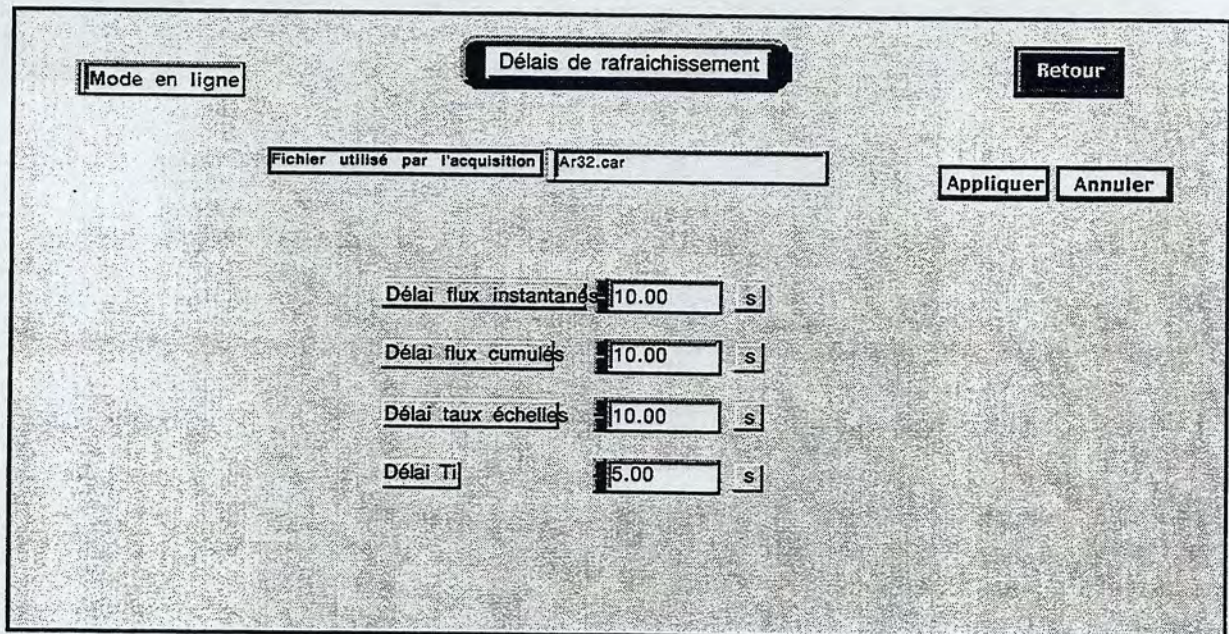 Mode en ligne
Délais de rafraichissement
Retour
Fichier utilisé par l'acquisition Ar32.car
Appliquer Annuler
Délai flux instantanés 10.00 s
Délai flux cumulés 10.00 s
Délai taux échelles 10.00 s
Délai Ti 5.00 s